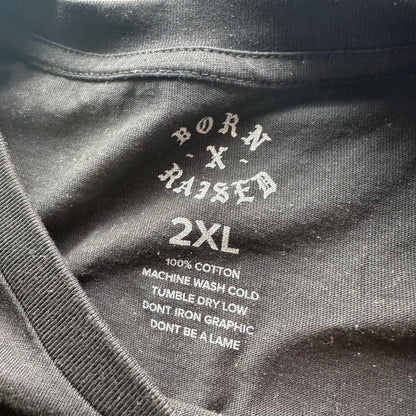 BORN
- X -
RAISED
2XL
100% COTTON
MACHINE WASH COLD
TUMBLE DRY LOW
DONT IRON GRAPHIC
DONT BE A LAME